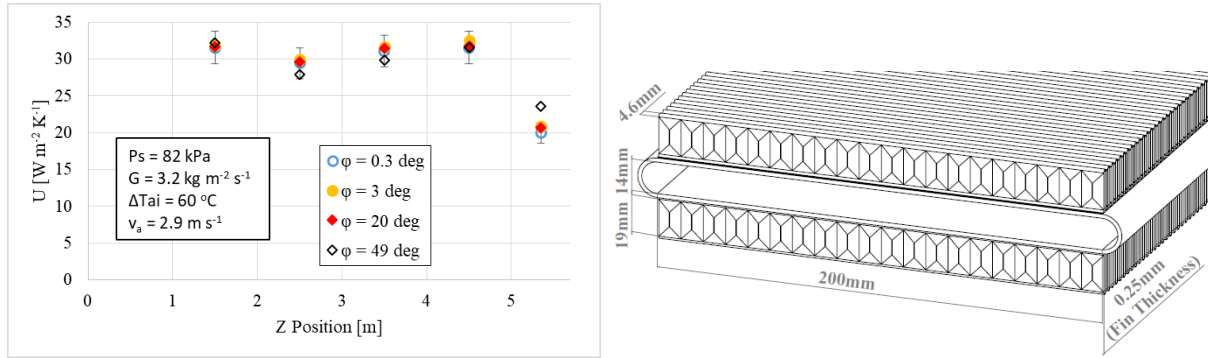 35
30
25
20
15
10
5
0
U [W m⁻² K⁻¹]
Ps = 82 kPa
G = 3.2 kg m⁻² s⁻¹
ΔTai = 60 °C
vₐ = 2.9 m s⁻¹
φ = 0.3 deg
φ = 3 deg
φ = 20 deg
φ = 49 deg
0 1 2 3 4 5
Z Position [m]
4.6mm
14mm
19mm
200mm
0.25mm
(Fin Thickness)